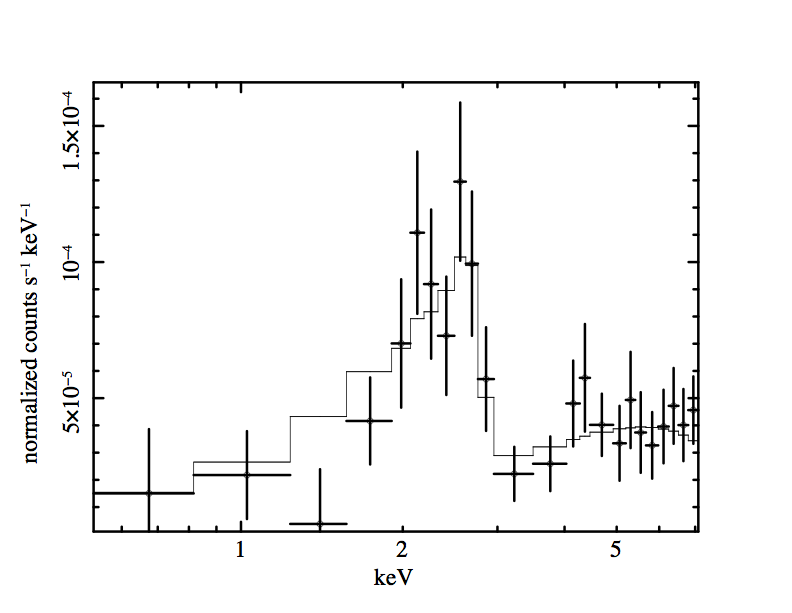 1.5×10⁻⁴
10⁻⁴
5×10⁻⁵
normalized counts s⁻¹ keV⁻¹
1 2 5
keV